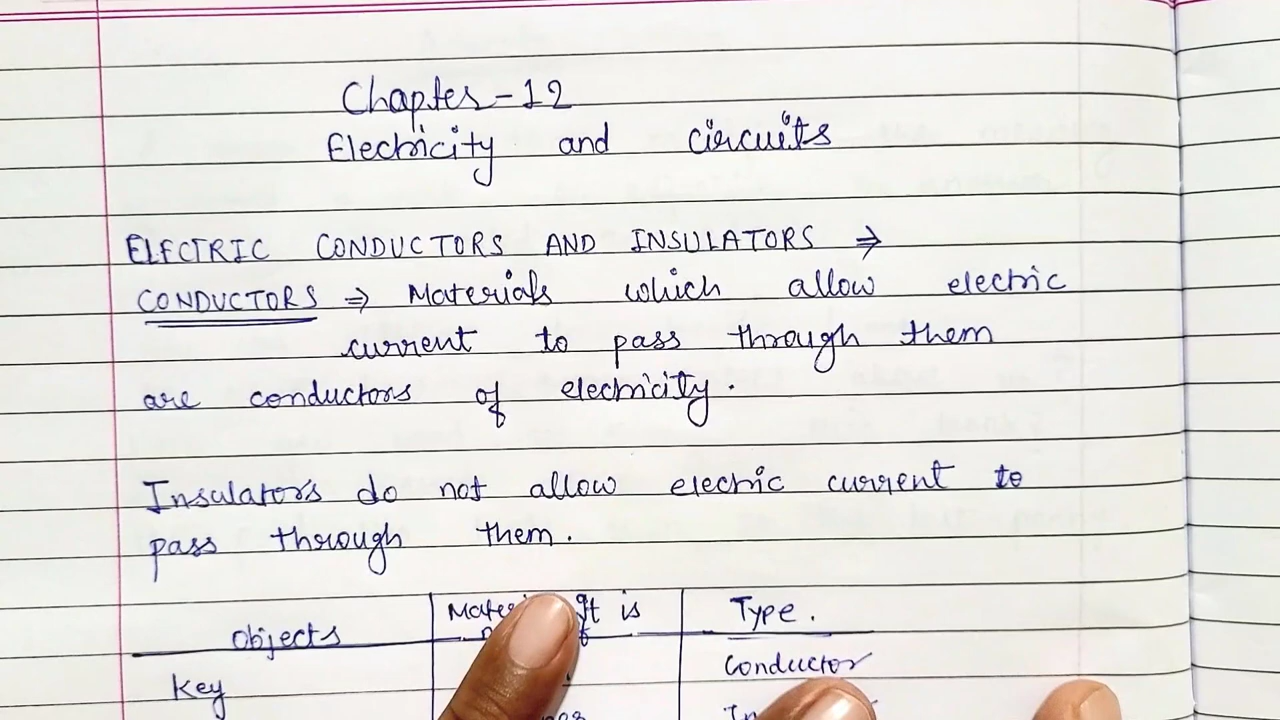 Chapter-12
Electricity and circuits
ELECTRIC CONDUCTORS AND INSULATORS ⇒
CONDUCTORS ⇒ Materials which allow electric
current to pass through them
are conductors of electricity.
Insulators do not allow electric current to
pass through them.
Objects It is Type.
Key Conductor